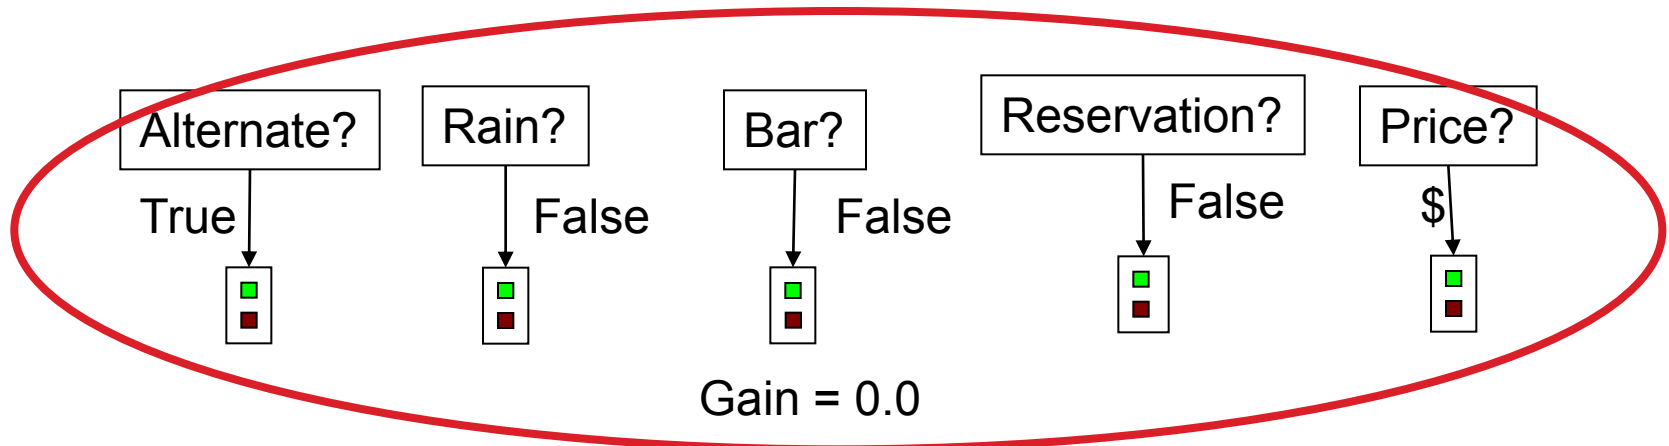 Alternate? Rain? Bar? Reservation? Price?
True False False False $
Gain = 0.0